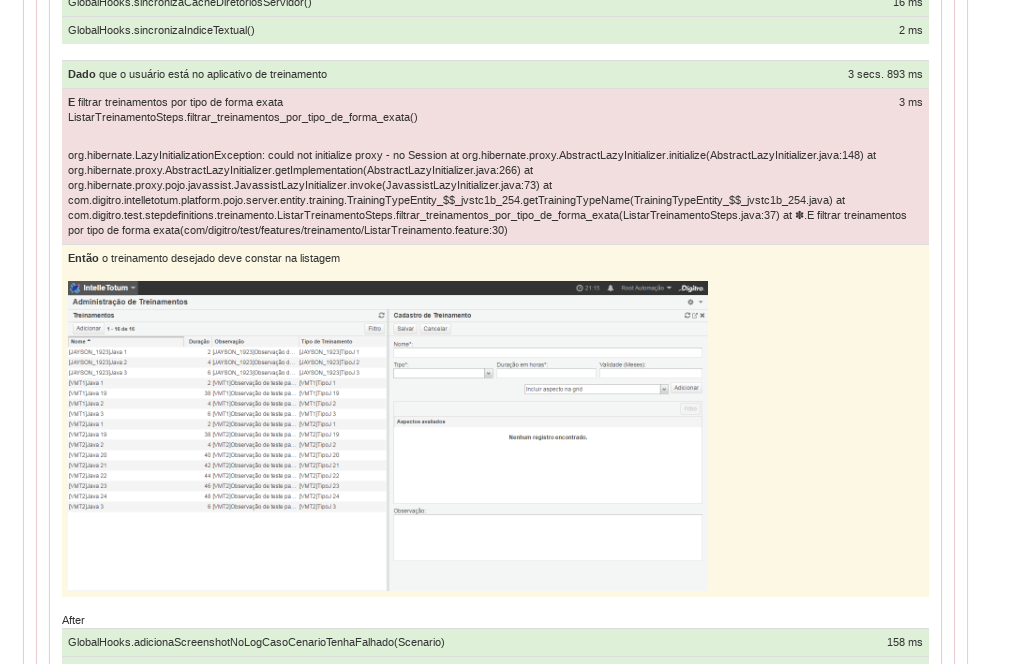 GlobalHooks.sincronizaCacheDiretoriosServidor() 16 ms
GlobalHooks.sincronizaIndiceTextual() 2 ms
Dado que o usuário está no aplicativo de treinamento 3 secs. 893 ms
E filtrar treinamentos por tipo de forma exata 3 ms
ListarTreinamentoSteps.filtrar_treinamentos_por_tipo_de_forma_exata()
org.hibernate.LazyInitializationException: could not initialize proxy - no Session at org.hibernate.proxy.AbstractLazyInitializer.initialize(AbstractLazyInitializer.java:148) at
org.hibernate.proxy.AbstractLazyInitializer.getImplementation(AbstractLazyInitializer.java:266) at
org.hibernate.proxy.pojo.javassist.JavassistLazyInitializer.invoke(JavassistLazyInitializer.java:73) at
com.digitro.intelletotum.platform.pojo.server.entity.training.TrainingTypeEntity_$$_jvstc1b_254.getTrainingTypeName(TrainingTypeEntity_$$_jvstc1b_254.java) at
com.digitro.test.stepdefinitions.treinamento.ListarTreinamentoSteps.filtrar_treinamentos_por_tipo_de_forma_exata(ListarTreinamentoSteps.java:37) at ✽.E filtrar treinamentos
por tipo de forma exata(com/digitro/test/features/treinamento/ListarTreinamento.feature:30)
Então o treinamento desejado deve constar na listagem
IntelleTotum 21:15 Root Automação .Digitro.
Administração de Treinamentos
Treinamentos Cadastro de Treinamento
Adicionar 1 - 16 de 16 Filtro Salvar Cancelar
Nome Duração Observação Tipo de Treinamento
Nome*:
Tipo*: Duração em horas*: Validade (Meses):
Incluir aspecto na grid Adicionar
Filtro
Aspectos avaliados
Nenhum registro encontrado.
Observação:
[JAYSON_1923]Java 1 2 [JAYSON_1923]Observação d... [JAYSON_1923]TipoJ 1
[JAYSON_1923]Java 2 4 [JAYSON_1923]Observação d... [JAYSON_1923]TipoJ 2
[JAYSON_1923]Java 3 6 [JAYSON_1923]Observação d... [JAYSON_1923]TipoJ 3
[VMT1]Java 1 2 [VMT1]Observação de teste pa... [VMT1]TipoJ 1
[VMT1]Java 19 38 [VMT1]Observação de teste pa... [VMT1]TipoJ 19
[VMT1]Java 2 4 [VMT1]Observação de teste pa... [VMT1]TipoJ 2
[VMT1]Java 3 6 [VMT1]Observação de teste pa... [VMT1]TipoJ 3
[VMT2]Java 1 2 [VMT2]Observação de teste pa... [VMT2]TipoJ 1
[VMT2]Java 19 38 [VMT2]Observação de teste pa... [VMT2]TipoJ 19
[VMT2]Java 2 4 [VMT2]Observação de teste pa... [VMT2]TipoJ 2
[VMT2]Java 20 40 [VMT2]Observação de teste pa... [VMT2]TipoJ 20
[VMT2]Java 21 42 [VMT2]Observação de teste pa... [VMT2]TipoJ 21
[VMT2]Java 22 44 [VMT2]Observação de teste pa... [VMT2]TipoJ 22
[VMT2]Java 23 46 [VMT2]Observação de teste pa... [VMT2]TipoJ 23
[VMT2]Java 24 48 [VMT2]Observação de teste pa... [VMT2]TipoJ 24
[VMT2]Java 3 6 [VMT2]Observação de teste pa... [VMT2]TipoJ 3
After
GlobalHooks.adicionaScreenshotNoLogCasoCenarioTenhaFalhado(Scenario) 158 ms